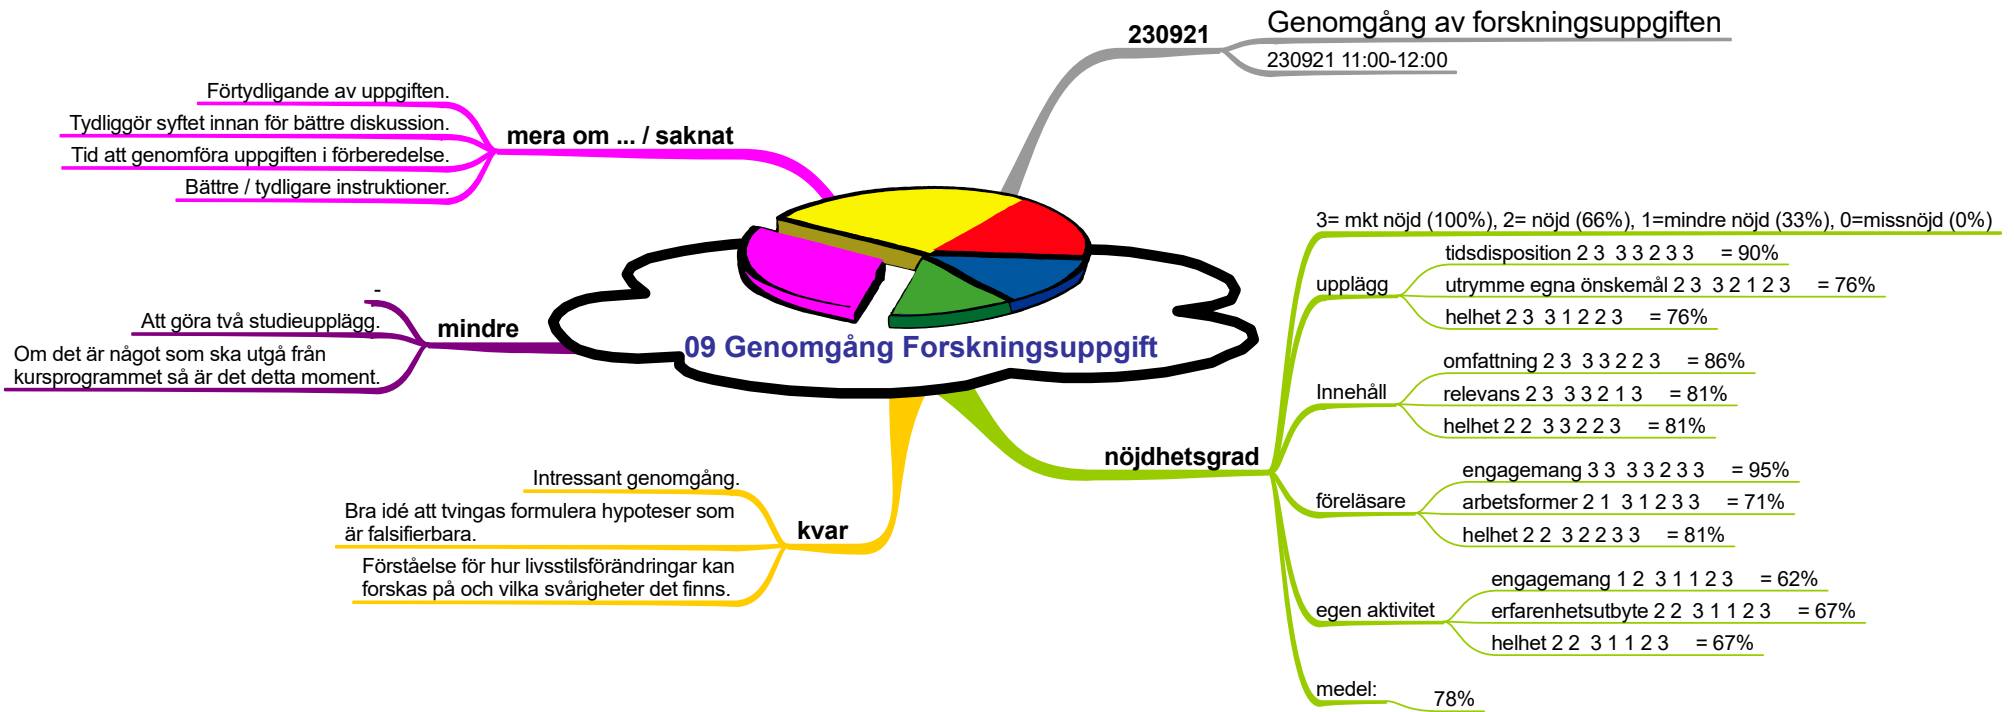 09 Genomgång Forskningsuppgift
230921
Genomgång av forskningsuppgiften
230921 11:00-12:00
nöjdhetsgrad
3= mkt nöjd (100%), 2= nöjd (66%), 1=mindre nöjd (33%), 0=missnöjd (0%)
upplägg
tidsdisposition 2 3  3 3 2 3 3 = 90%
utrymme egna önskemål 2 3  3 2 1 2 3 = 76%
helhet 2 3  3 1 2 2 3 = 76%
Innehåll
omfattning 2 3  3 3 2 2 3 = 86%
relevans 2 3  3 3 2 1 3 = 81%
helhet 2 2  3 3 2 2 3 = 81%
föreläsare
engagemang 3 3  3 3 2 3 3 = 95%
arbetsformer 2 1  3 1 2 3 3 = 71%
helhet 2 2  3 2 2 3 3 = 81%
egen aktivitet
engagemang 1 2  3 1 1 2 3 = 62%
erfarenhetsutbyte 2 2  3 1 1 2 3 = 67%
helhet 2 2  3 1 1 2 3 = 67%
medel:
78%
kvar
Intressant genomgång.
Bra idé att tvingas formulera hypoteser som
är falsifierbara.
Förståelse för hur livsstilsförändringar kan
forskas på och vilka svårigheter det finns.
mindre
-
Att göra två studieupplägg.
Om det är något som ska utgå från
kursprogrammet så är det detta moment.
mera om ... / saknat
Förtydligande av uppgiften.
Tydliggör syftet innan för bättre diskussion.
Tid att genomföra uppgiften i förberedelse.
Bättre / tydligare instruktioner.